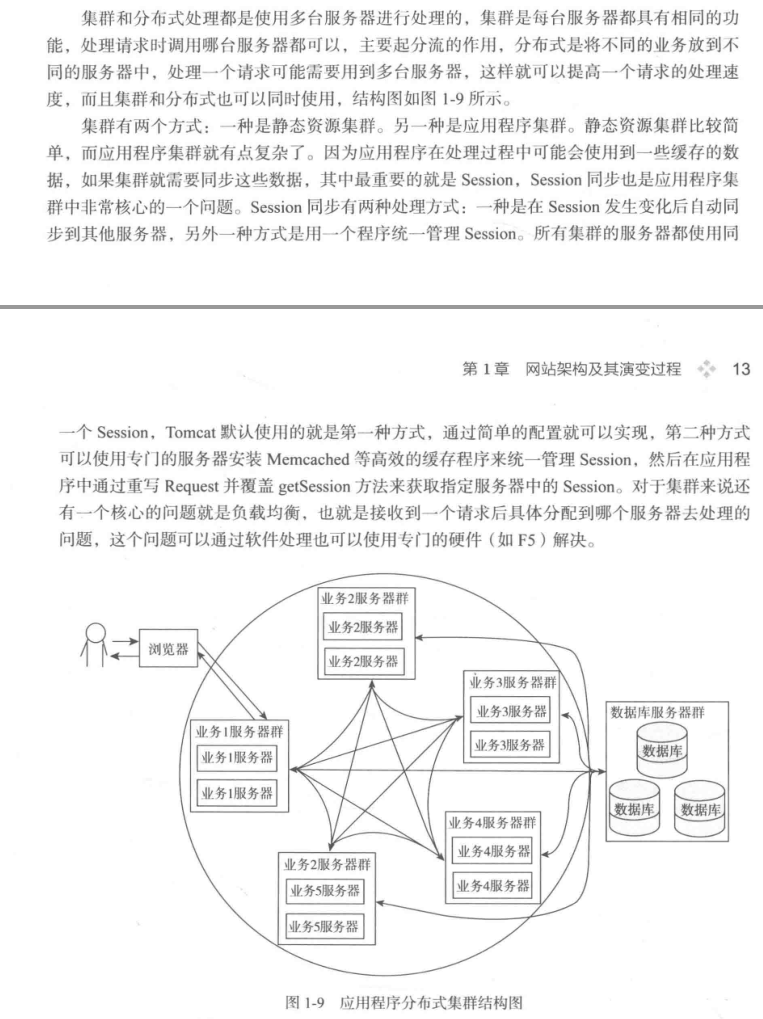 集群和分布式处理都是使用多台服务器进行处理的，集群是每台服务器都具有相同的功
能，处理请求时调用哪台服务器都可以，主要起分流的作用，分布式是将不同的业务放到不
同的服务器中，处理一个请求可能需要用到多台服务器，这样就可以提高一个请求的处理速
度，而且集群和分布式也可以同时使用，结构图如图 1-9 所示。
集群有两个方式：一种是静态资源集群。另一种是应用程序集群。静态资源集群比较简
单，而应用程序集群就有点复杂了。因为应用程序在处理过程中可能会使用到一些缓存的数
据，如果集群就需要同步这些数据，其中最重要的就是 Session，Session 同步也是应用程序集
群中非常核心的一个问题。Session 同步有两种处理方式：一种是在 Session 发生变化后自动同
步到其他服务器，另外一种方式是用一个程序统一管理 Session。所有集群的服务器都使用同
第 1 章 网站架构及其演变过程 13
一个 Session，Tomcat 默认使用的就是第一种方式，通过简单的配置就可以实现，第二种方式
可以使用专门的服务器安装 Memcached 等高效的缓存程序来统一管理 Session，然后在应用程
序中通过重写 Request 并覆盖 getSession 方法来获取指定服务器中的 Session。对于集群来说还
有一个核心的问题就是负载均衡，也就是接收到一个请求后具体分配到哪个服务器去处理的
问题，这个问题可以通过软件处理也可以使用专门的硬件（如 F5）解决。
业务2服务器群
业务2服务器
业务2服务器
浏览器
业务3服务器群
业务3服务器
业务3服务器
数据库服务器群
数据库
数据库
数据库
业务1服务器群
业务1服务器
业务1服务器
业务4服务器群
业务4服务器
业务4服务器
业务2服务器群
业务5服务器
业务5服务器
图 1-9 应用程序分布式集群结构图